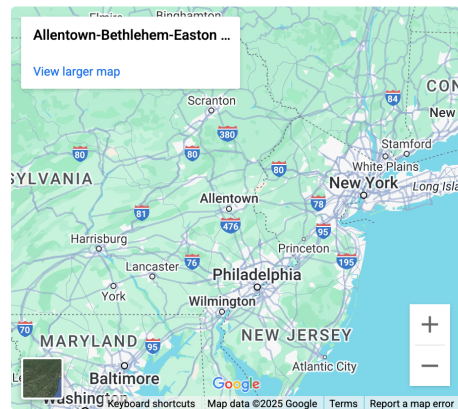 Elmira
Binghamton
Allentown-Bethlehem-Easton ...
View larger map
Scranton
84
CON
New
380
Stamford
80
80
80
White Plains
SYLVANIA
New York
Long Isla
Allentown
78
81
476
95
Harrisburg
Princeton
76
195
Lancaster
Philadelphia
York
Wilmington
70
NEW JERSEY
MARYLAND
95
Atlantic City
Baltimore
Google
Washington
Keyboard shortcuts
Map data ©2025 Google
Terms
Report a map error